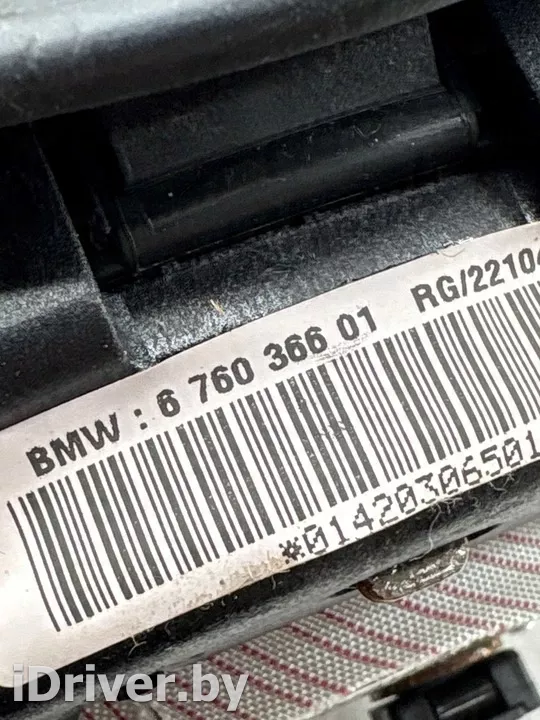 BMW : 6 760 366 01 RG/22104
*01420306501
iDriver.by